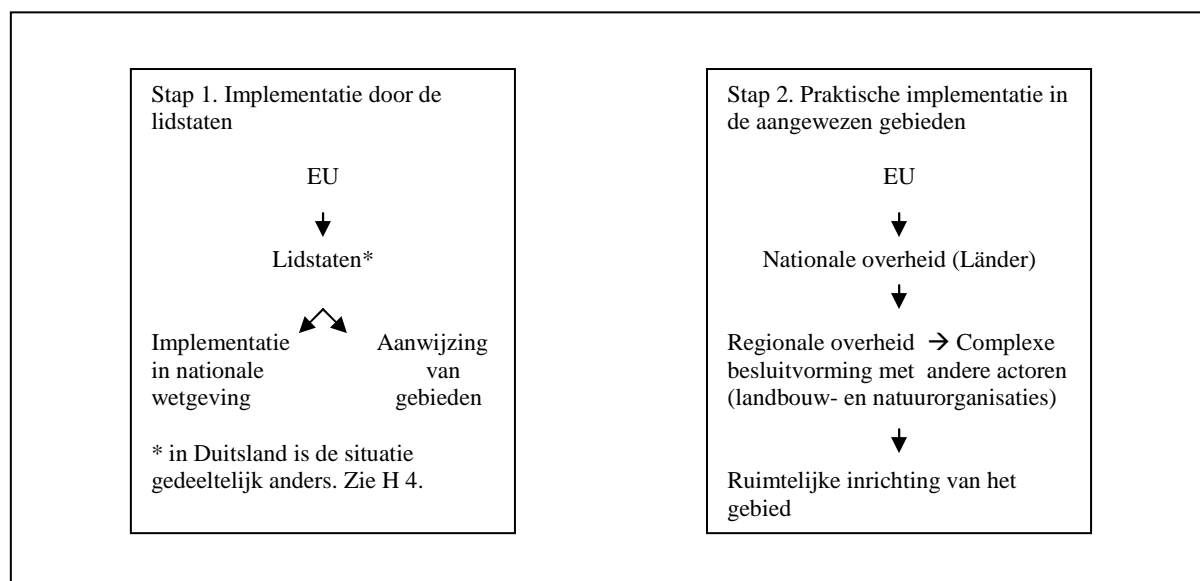 Stap 1. Implementatie door de
lidstaten
EU
Lidstaten*
Implementatie
in nationale
wetgeving
Aanwijzing
van
gebieden
* in Duitsland is de situatie
gedeeltelijk anders. Zie H 4.
Stap 2. Praktische implementatie in
de aangewezen gebieden
EU
Nationale overheid (Länder)
Regionale overheid → Complexe
besluitvorming met andere actoren
(landbouw- en natuurorganisaties)
Ruimtelijke inrichting van het
gebied